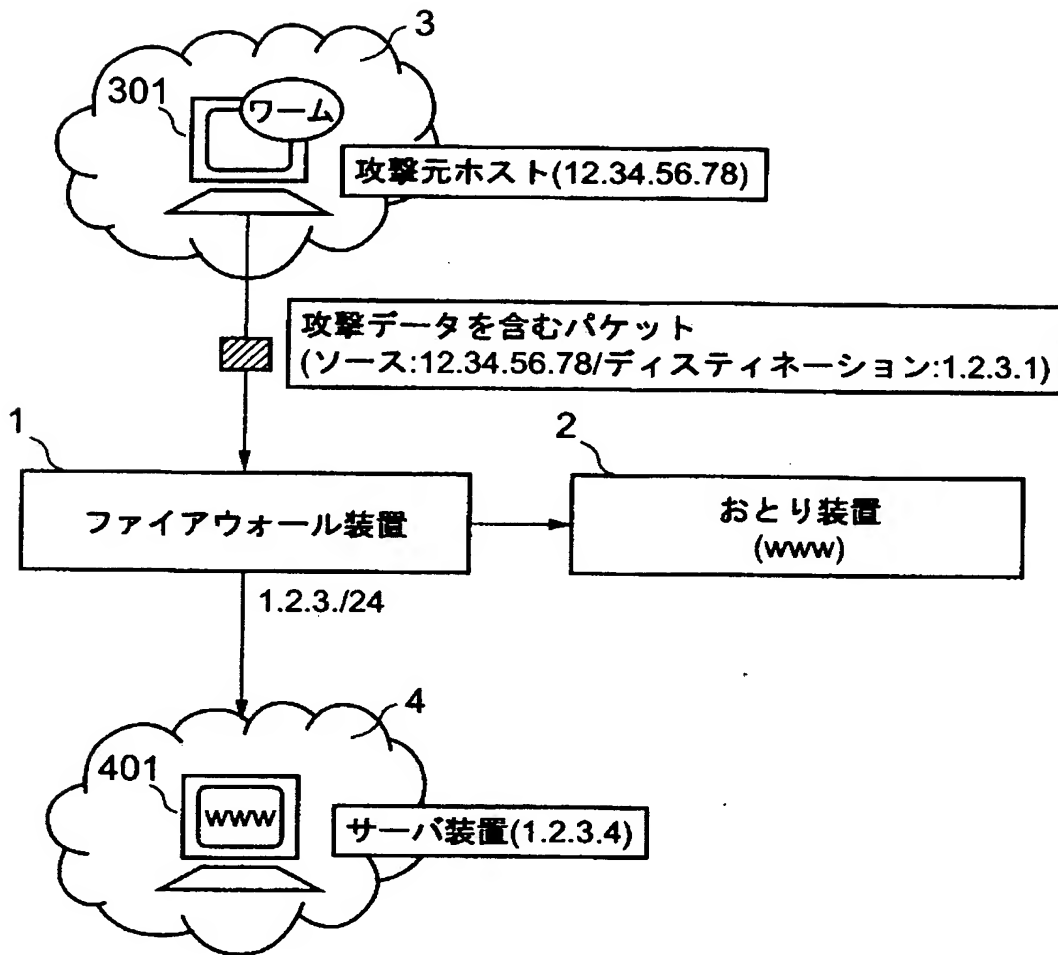 3
301
ワーム
攻撃元ホスト(12.34.56.78)
攻撃データを含むパケット
(ソース:12.34.56.78/ディスティネーション:1.2.3.1)
1
2
ファイアウォール装置
おとり装置
(www)
1.2.3./24
4
401
www
サーバ装置(1.2.3.4)